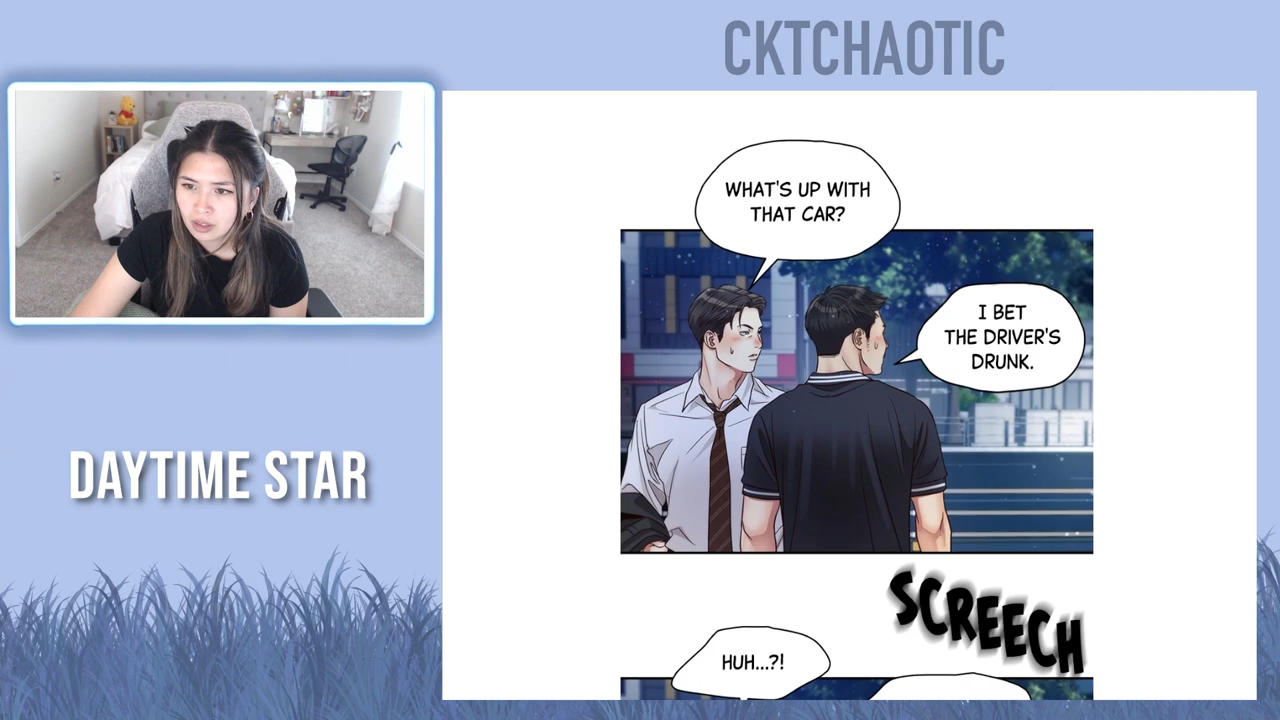 CKTCHAOTIC
WHAT'S UP WITH
THAT CAR?
I BET
THE DRIVER'S
DRUNK.
DAYTIME STAR
SCREECH
HUH...?!